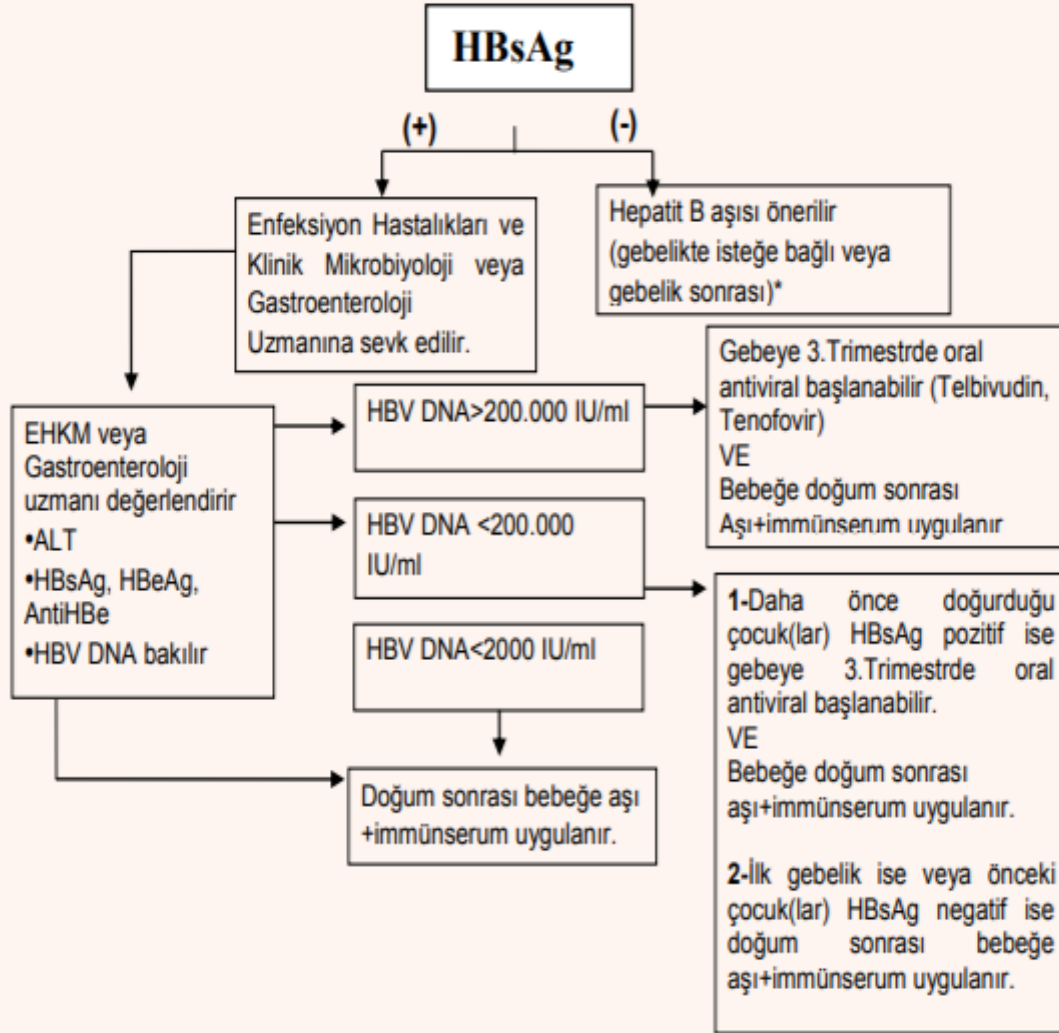 HBsAg
(+)
(-)
Enfeksiyon Hastalıkları ve
Klinik Mikrobiyoloji veya
Gastroenteroloji
Uzmanına sevk edilir.
Hepatit B aşısı önerilir
(gebelikte isteğe bağlı veya
gebelik sonrası)*
EHKM veya
Gastroenteroloji
uzmanı değerlendirir
•ALT
•HBsAg, HBeAg,
AntiHBe
•HBV DNA bakılır
HBV DNA>200.000 IU/ml
Gebeye 3.Trimestrde oral
antiviral başlanabilir (Telbivudin,
Tenofovir)
VE
Bebeğe doğum sonrası
Aşı+immünserum uygulanır
HBV DNA <200.000
IU/ml
1-Daha önce doğurduğu
çocuk(lar) HBsAg pozitif ise
gebeye 3.Trimestrde oral
antiviral başlanabilir.
VE
Bebeğe doğum sonrası
aşı+immünserum uygulanır.
2-İlk gebelik ise veya önceki
çocuk(lar) HBsAg negatif ise
doğum sonrası bebeğe
aşı+immünserum uygulanır.
HBV DNA<2000 IU/ml
Doğum sonrası bebeğe aşı
+immünserum uygulanır.